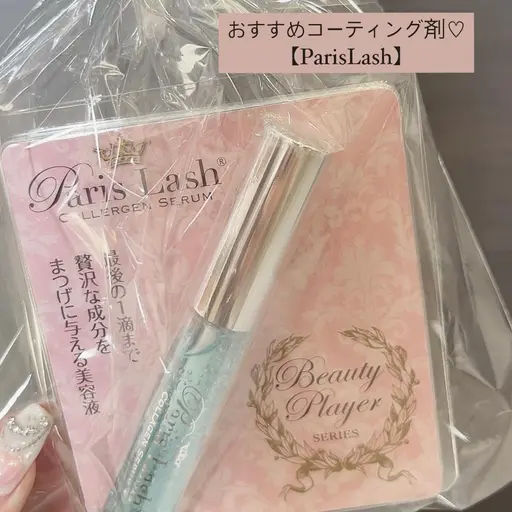 おすすめコーティング剤♡
【ParisLash】
Paris Lash®
COLLERGEN SERUM
最後の1滴まで
贅沢な成分を
まつげに与える美容液
Beauty
Player
SERIES